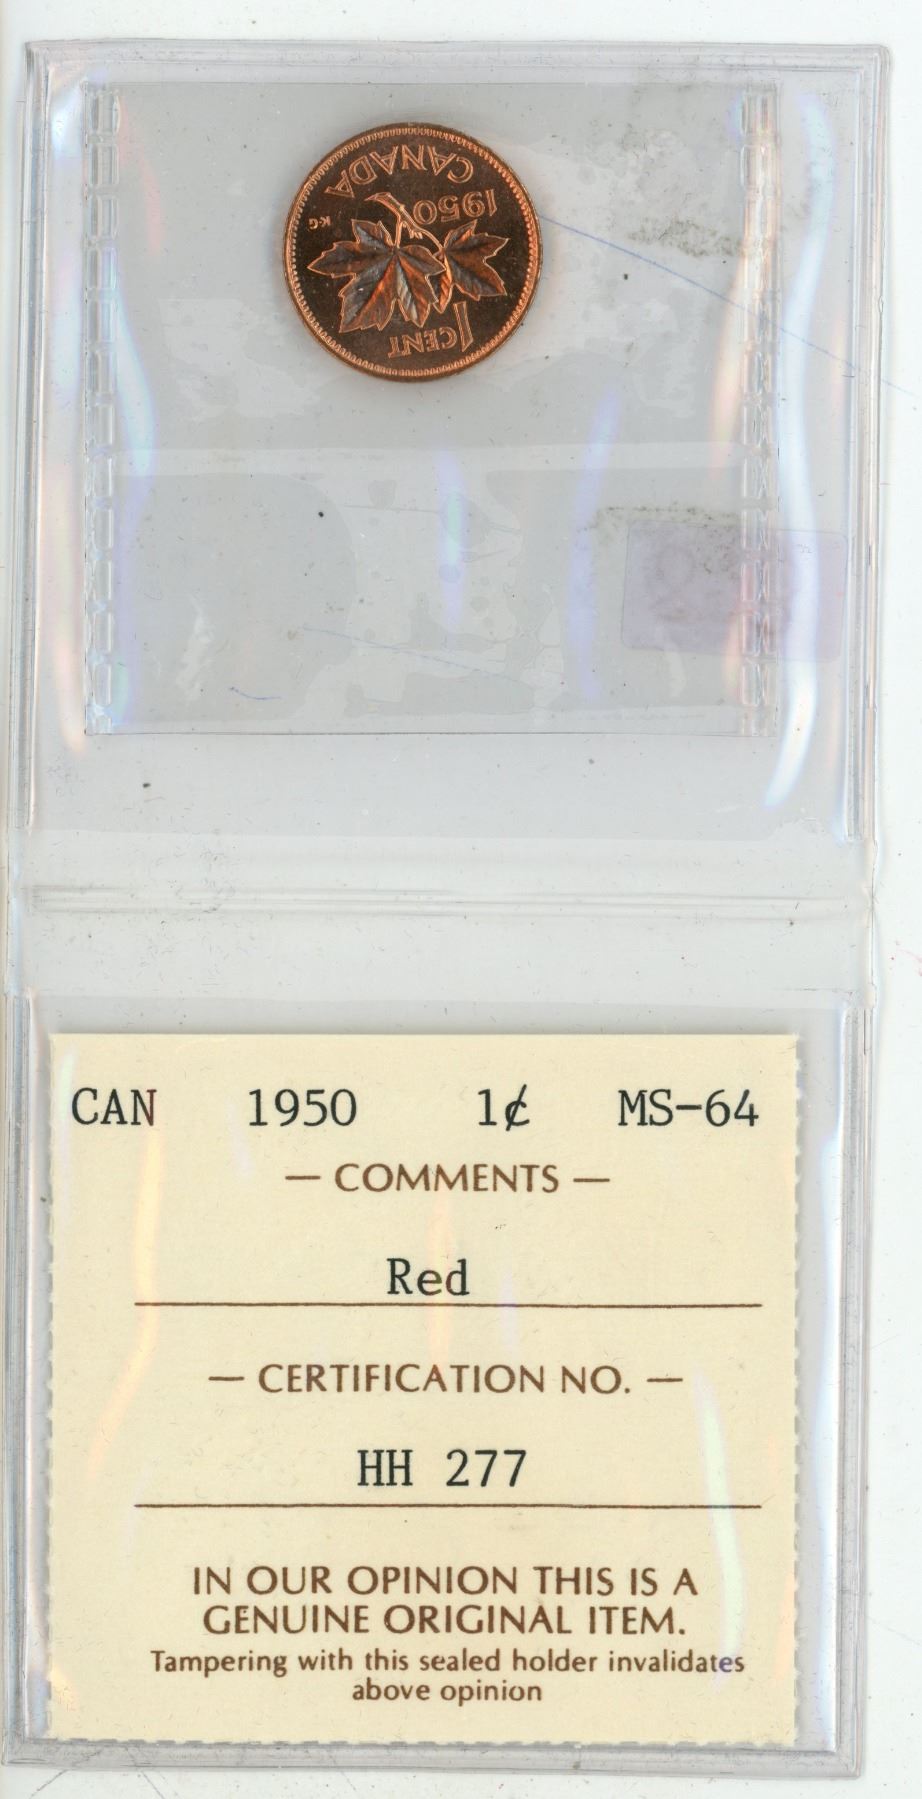 1 CENT
1950
KG
CANADA
CAN 1950 1¢ MS-64
— COMMENTS —
Red
— CERTIFICATION NO. —
HH 277
IN OUR OPINION THIS IS A
GENUINE ORIGINAL ITEM.
Tampering with this sealed holder invalidates
above opinion